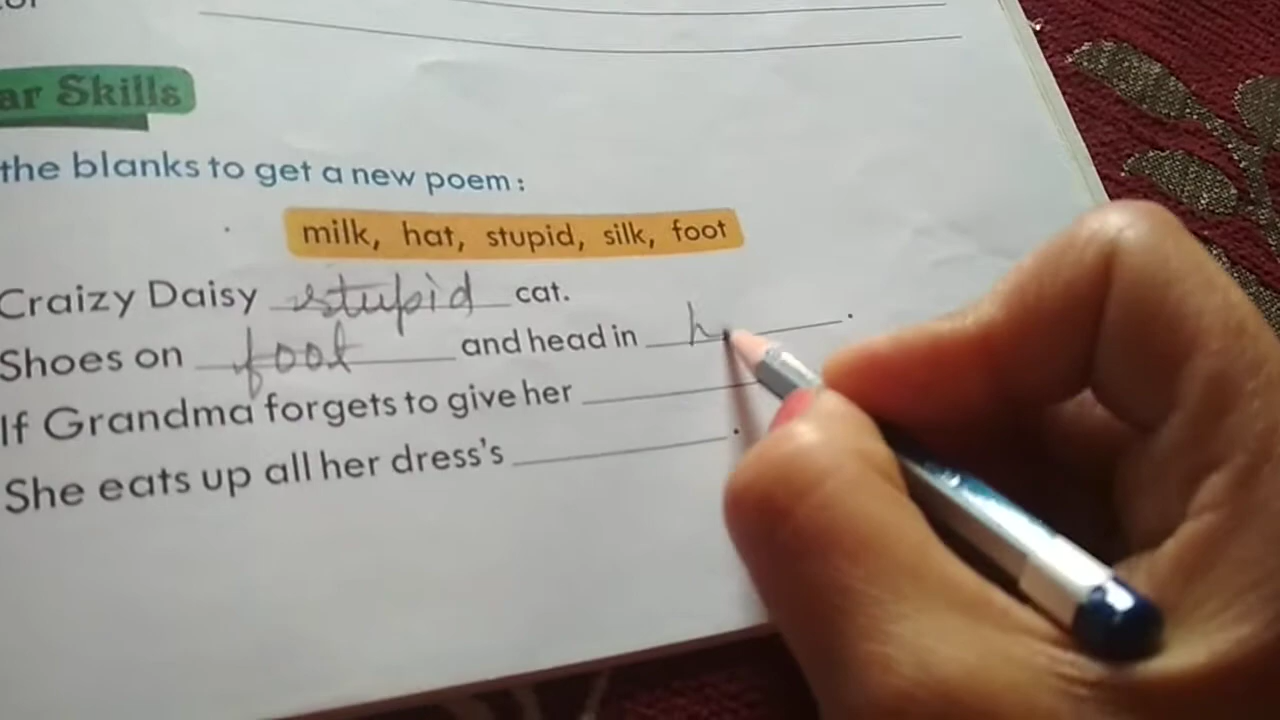 ar Skills
the blanks to get a new poem :
milk, hat, stupid, silk, foot
Craizy Daisy stupid cat.
Shoes on foot and head in h.
If Grandma forgets to give her
She eats up all her dress's .